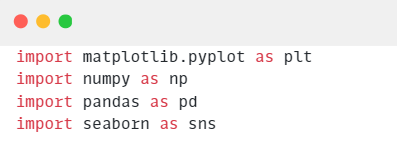 import matplotlib.pyplot as plt
import numpy as np
import pandas as pd
import seaborn as sns